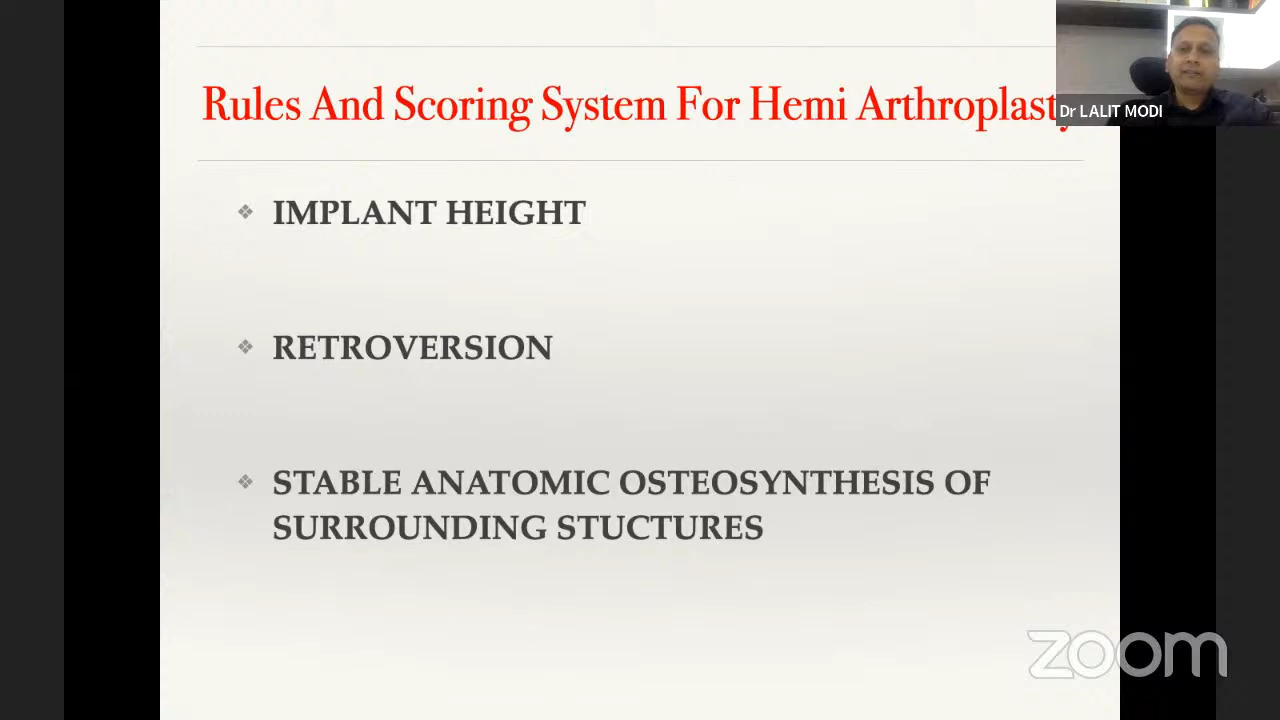 Rules And Scoring System For Hemi Arthroplasty
Dr LALIT MODI
IMPLANT HEIGHT
RETROVERSION
STABLE ANATOMIC OSTEOSYNTHESIS OF
SURROUNDING STUCTURES
zoom